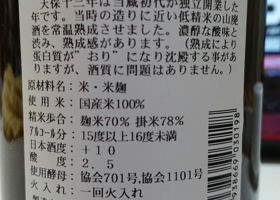 天保十三年は当蔵初代が独立開業した
年です。当時の造りに近い低精米の山廃
酒を常温熟成させました。濃厚な酸味と
渋み、熟成感があります。（熟成により
蛋白質が"おり"になり沈殿する事が
ありますが、酒質に問題はありません。）
原材料名：米・米麹
使用米：国産米100%
精米歩合：麹米70% 掛米78%
アルコール分：15度以上16度未満
日本酒度：+10
酸度：2．5
酵母：協会701号,協会1101号
火入れ：一回火入れ
936669030198